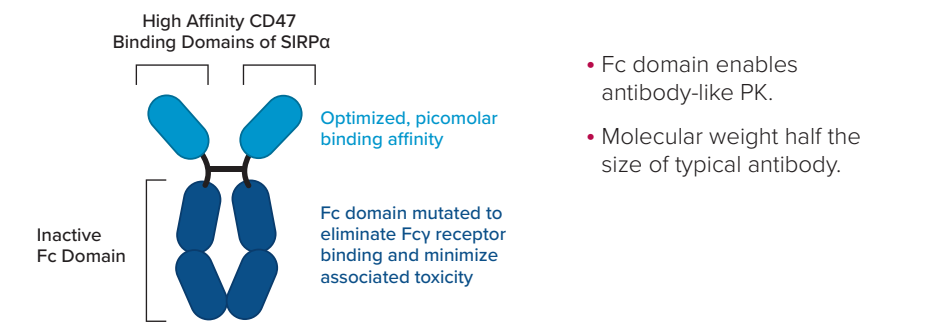 High Affinity CD47
Binding Domains of SIRPα
Optimized, picomolar
binding affinity
Inactive
Fc Domain
Fc domain mutated to
eliminate Fcγ receptor
binding and minimize
associated toxicity
• Fc domain enables
antibody-like PK.
• Molecular weight half the
size of typical antibody.